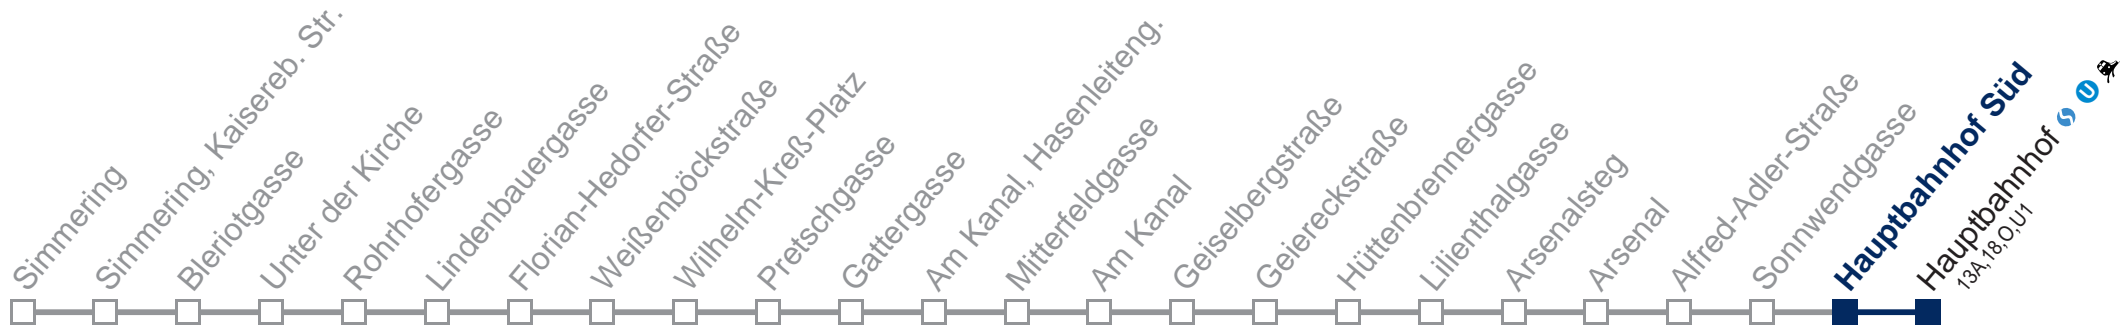 Simmering
Simmering, Kaisereb. Str.
Bleriotgasse
Unter der Kirche
Rohrhofergasse
Lindenbauergasse
Florian-Hedorfer-Straße
Weißenböckstraße
Wilhelm-Kreß-Platz
Pretschgasse
Gattergasse
Am Kanal, Hasenleiteng.
Mitterfeldgasse
Am Kanal
Geiselbergstraße
Geiereckstraße
Hüttenbrennergasse
Lilienthalgasse
Arsenalsteg
Arsenal
Alfred-Adler-Straße
Sonnwendgasse
Hauptbahnhof Süd
Hauptbahnhof S U
13A,18,O,U1